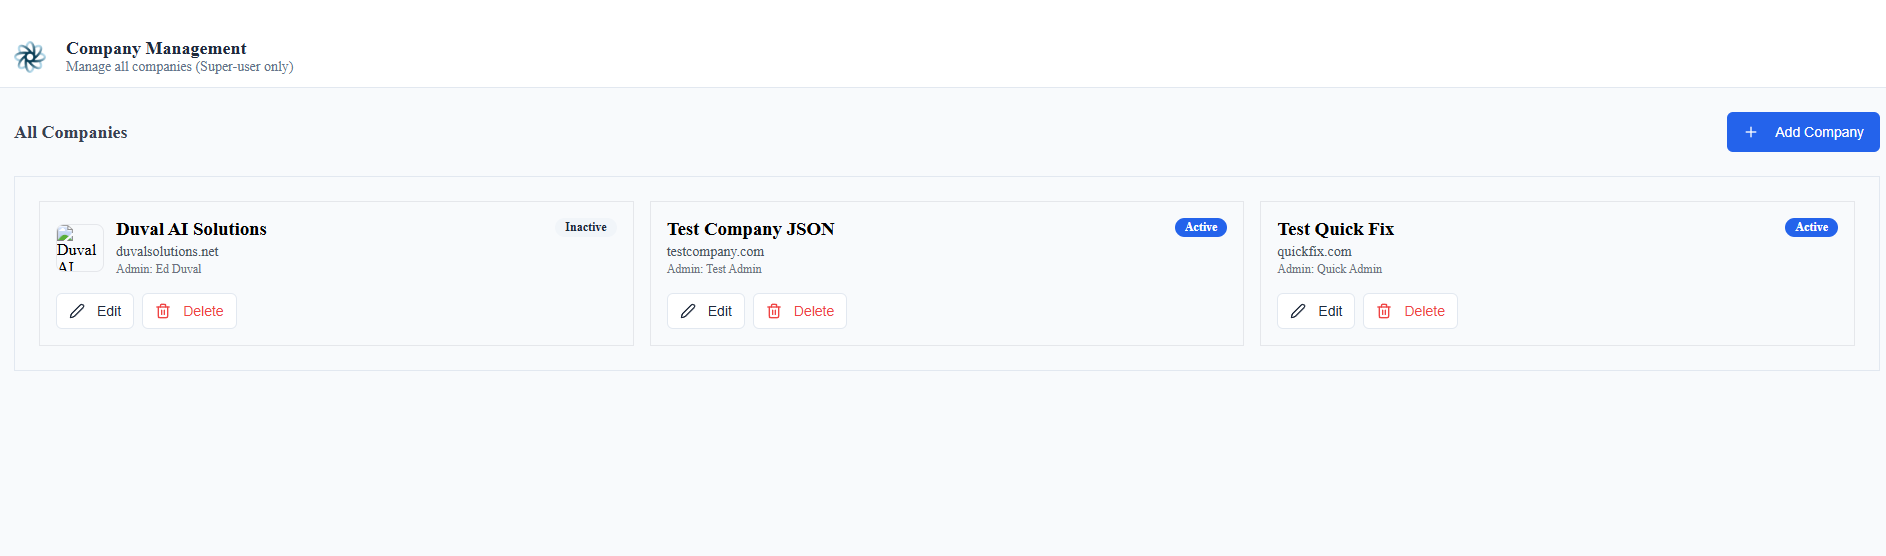 Company Management
Manage all companies (Super-user only)
All Companies
Add Company
Duval AI Solutions
Inactive
duvalsolutions.net
Admin: Ed Duval
Duval
AI
Edit
Delete
Test Company JSON
Active
testcompany.com
Admin: Test Admin
Edit
Delete
Test Quick Fix
Active
quickfix.com
Admin: Quick Admin
Edit
Delete